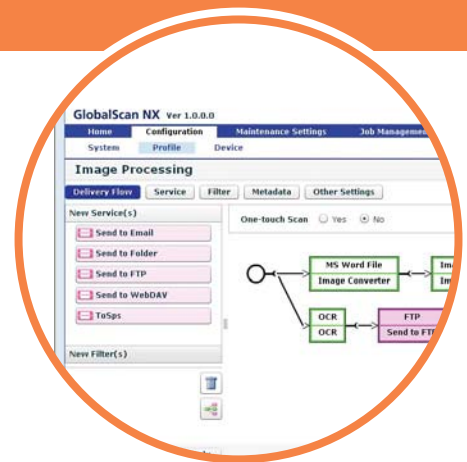 GlobalScan NX Ver 1.0.0.0
Home Configuration Maintenance Settings Job Management
System Profile Device
Image Processing
Delivery Flow Service Filter Metadata Other Settings
New Service(s)
One-touch Scan Yes No
Send to Email
Send to Folder
Send to FTP
Send to WebDAV
ToSps
MS Word File
Image Converter
OCR
OCR
FTP
Send to FTP
New Filter(s)